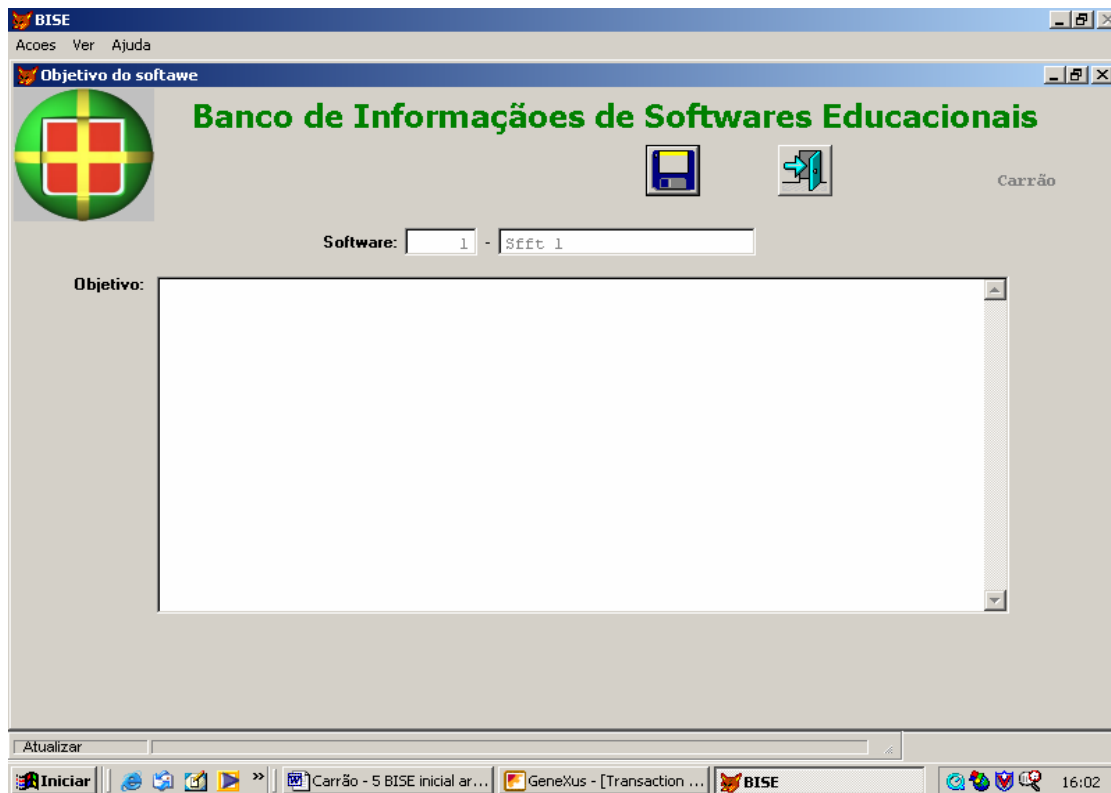 BISE
Acoes Ver Ajuda
Objetivo do softawe
Banco de Informaçãoes de Softwares Educacionais
Carrão
Software: 1 - Sfft 1
Objetivo:
Atualizar
Iniciar » Carrão - 5 BISE inicial ar... GeneXus - [Transaction ... BISE 16:02